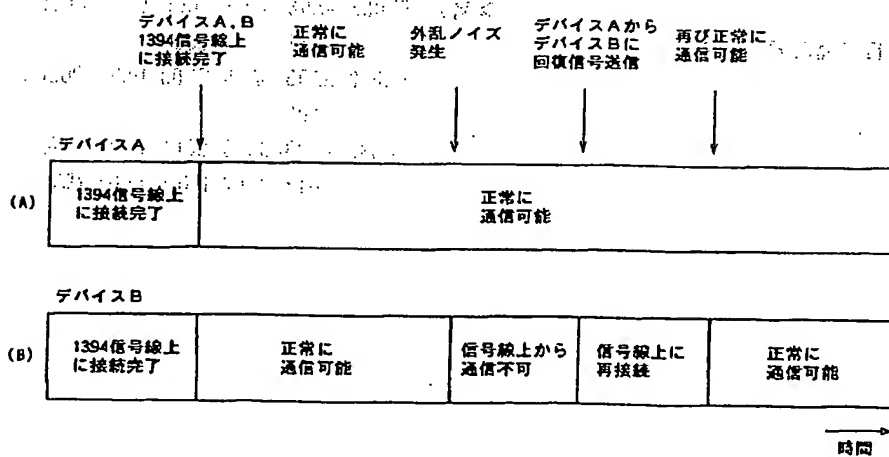 デバイスA,B
1394信号線上
に接続完了
正常に
通信可能
外乱ノイズ
発生
デバイスAから
デバイスBに
回復信号送信
再び正常に
通信可能
デバイスA
(A)
1394信号線上
に接続完了
正常に
通信可能
デバイスB
(B)
1394信号線上
に接続完了
正常に
通信可能
信号線上から
通信不可
信号線上に
再接続
正常に
通信可能
時間